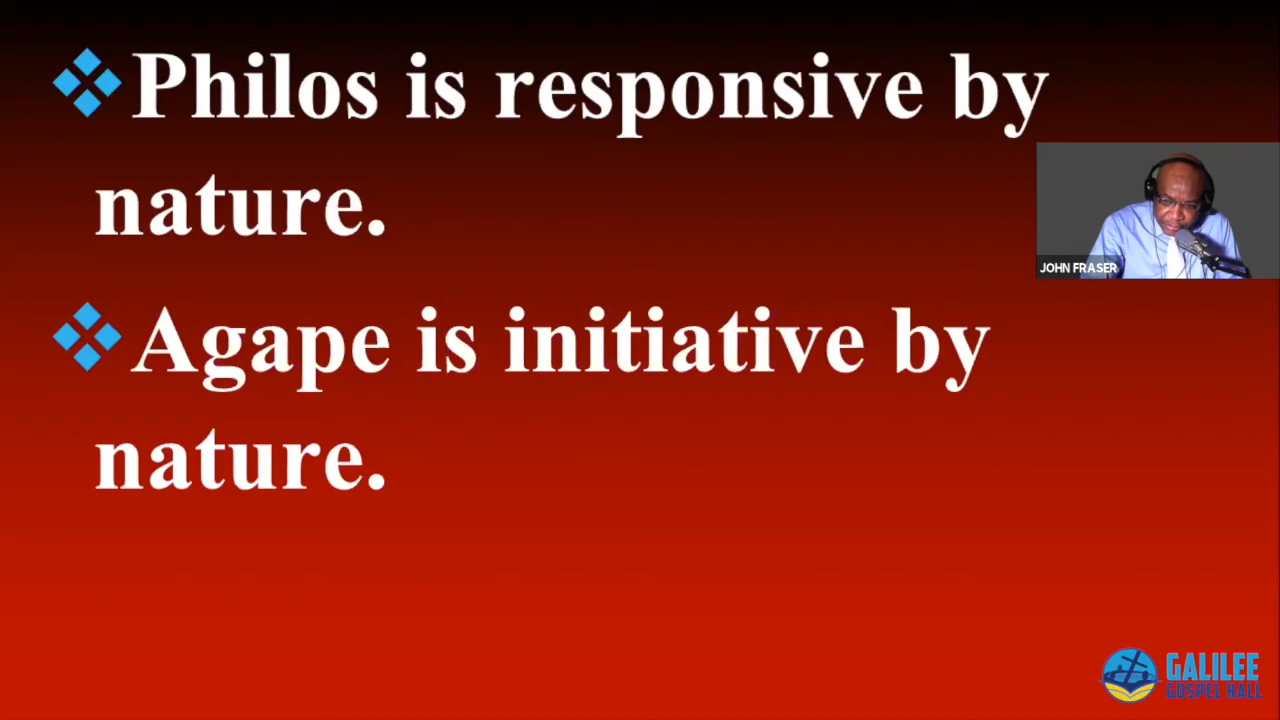 Philos is responsive by
nature.
JOHN FRASER
Agape is initiative by
nature.
GALILEE
GOSPEL HALL